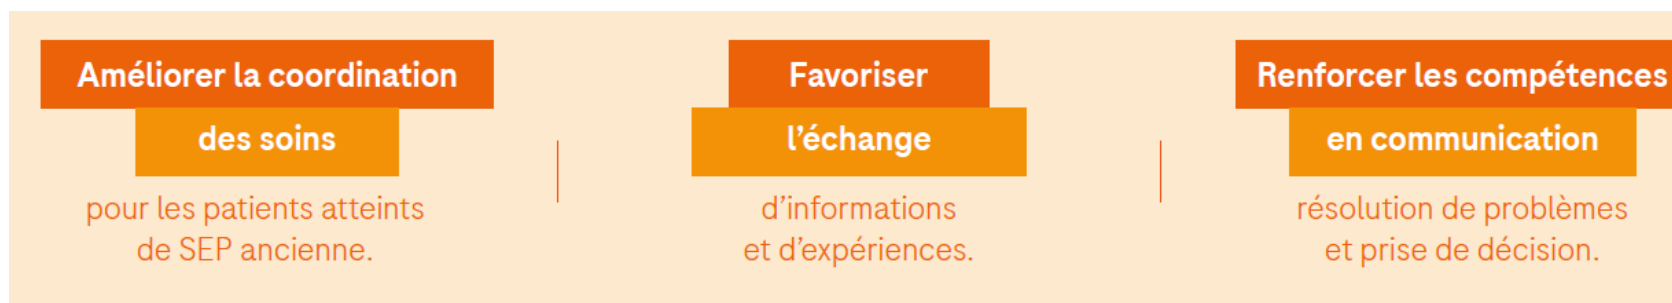 Améliorer la coordination
des soins
pour les patients atteints
de SEP ancienne.
Favoriser
l’échange
d’informations
et d’expériences.
Renforcer les compétences
en communication
résolution de problèmes
et prise de décision.